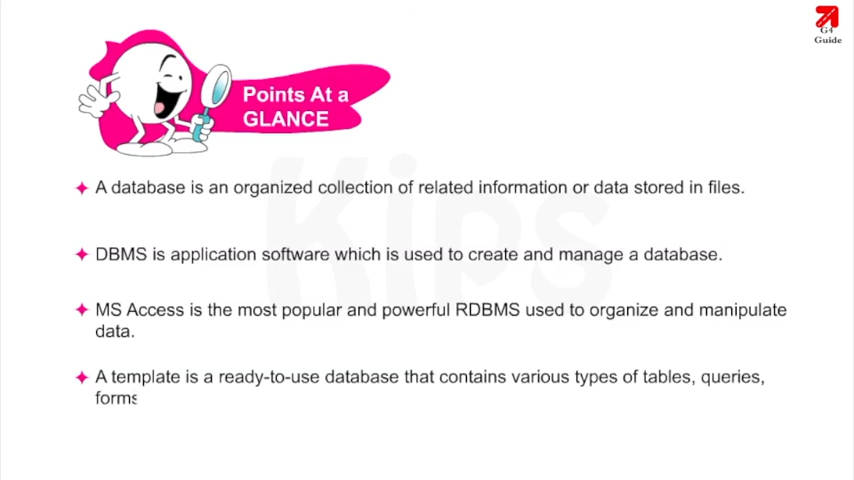 G4
Guide
Points At a
GLANCE
Kips
A database is an organized collection of related information or data stored in files.
DBMS is application software which is used to create and manage a database.
MS Access is the most popular and powerful RDBMS used to organize and manipulate
data.
A template is a ready-to-use database that contains various types of tables, queries,
forms